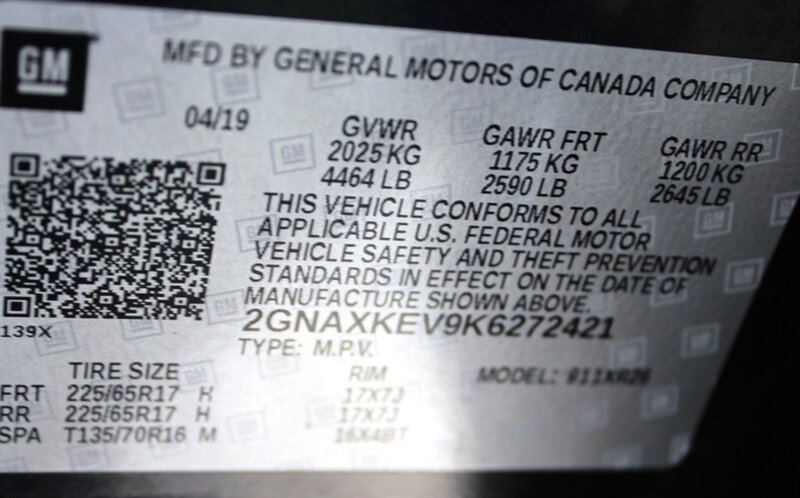 GM
MFD BY GENERAL MOTORS OF CANADA COMPANY
04/19
GVWR GAWR FRT GAWR RR
2025 KG 1175 KG 1200 KG
4464 LB 2590 LB 2645 LB
THIS VEHICLE CONFORMS TO ALL
APPLICABLE U.S. FEDERAL MOTOR
VEHICLE SAFETY AND THEFT PREVENTION
STANDARDS IN EFFECT ON THE DATE OF
MANUFACTURE SHOWN ABOVE.
139X
2GNAXKEV9K6272421
TYPE: M.P.V.
TIRE SIZE RIM MODEL:
FRT 225/65R17 H 17X7J
RR 225/65R17 H 17X7J
SPA T135/70R16 M 16X4BT